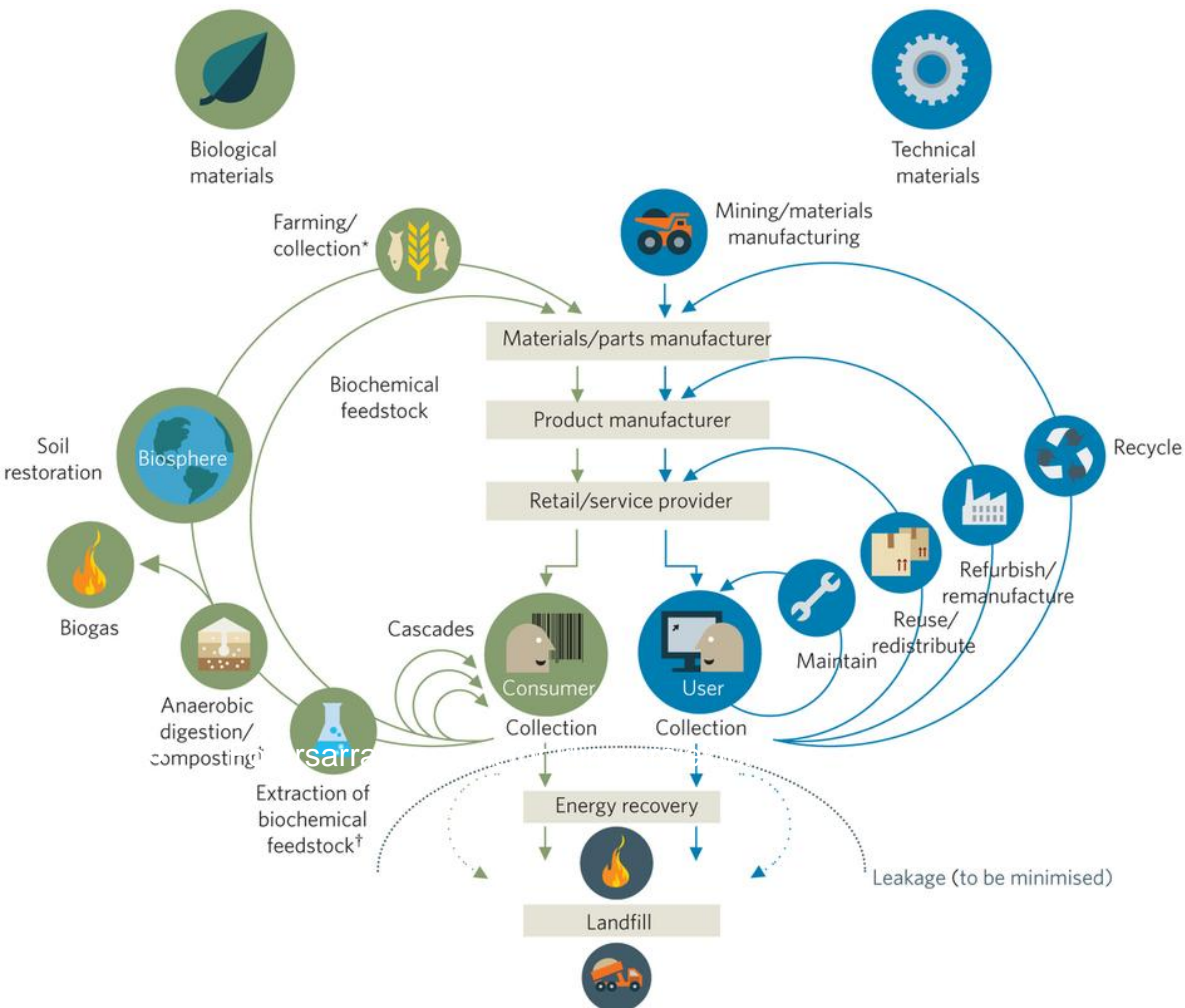 Biological
materials
Technical
materials
Farming/
collection*
Mining/materials
manufacturing
Materials/parts manufacturer
Biochemical
feedstock
Product manufacturer
Soil
restoration
Biosphere
Recycle
Retail/service provider
Biogas
Refurbish/
remanufacture
Reuse/
redistribute
Cascades
Maintain
Consumer
User
Anaerobic
digestion/
composting
Collection
Collection
Extraction of
biochemical
feedstock†
Energy recovery
Leakage (to be minimised)
Landfill